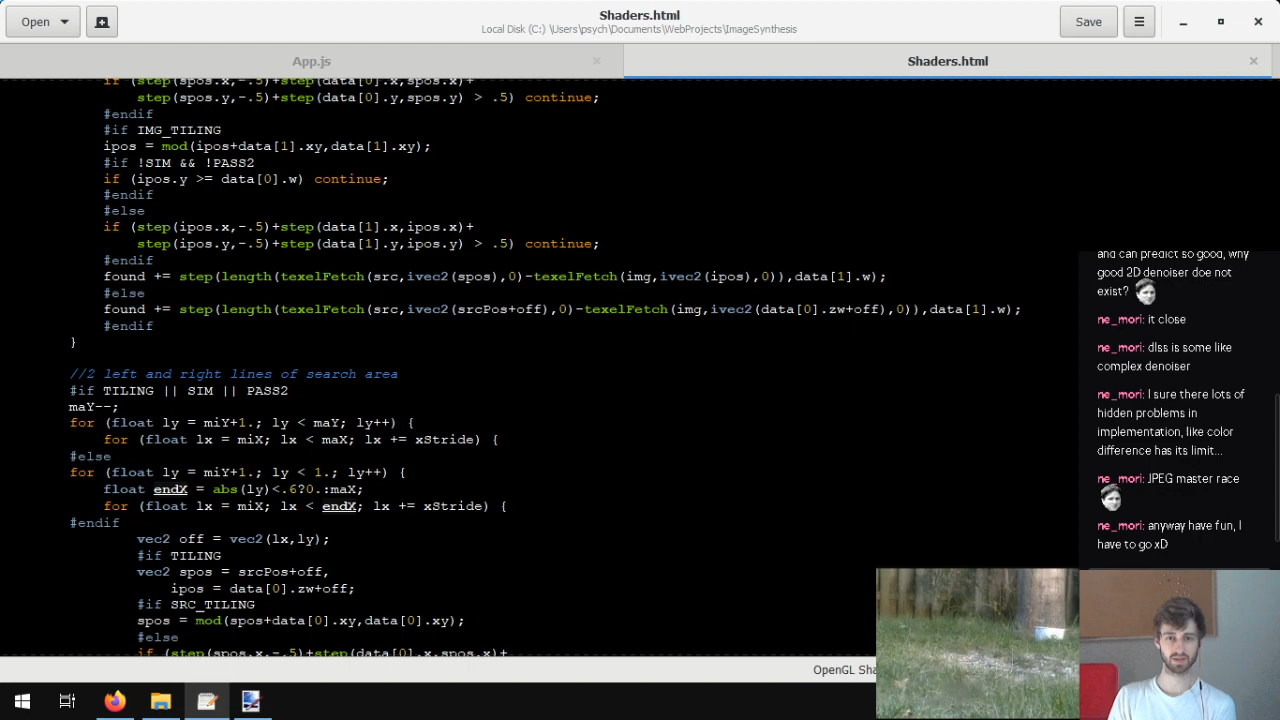 Open
Shaders.html
Local Disk (C:) \Users\psych\Documents\WebProjects\ImageSynthesis
Save
App.js
Shaders.html
if (step(spos.x,-.5)+step(data[0].x,spos.x)+
step(spos.y,-.5)+step(data[0].y,spos.y) > .5) continue;
#endif
#if IMG_TILING
ipos = mod(ipos+data[1].xy,data[1].xy);
#if !SIM && !PASS2
if (ipos.y >= data[0].w) continue;
#endif
#else
if (step(ipos.x,-.5)+step(data[1].x,ipos.x)+
step(ipos.y,-.5)+step(data[1].y,ipos.y) > .5) continue;
#endif
found += step(length(texelFetch(src,ivec2(spos),0)-texelFetch(img,ivec2(ipos),0)),data[1].w);
#else
found += step(length(texelFetch(src,ivec2(srcPos+off),0)-texelFetch(img,ivec2(data[0].zw+off),0)),data[1].w);
#endif
}
//2 left and right lines of search area
#if TILING || SIM || PASS2
maY--;
for (float ly = miY+1.; ly < maY; ly++) {
for (float lx = miX; lx < maX; lx += xStride) {
#else
for (float ly = miY+1.; ly < 1.; ly++) {
float endX = abs(ly)<.6?0.:maX;
for (float lx = miX; lx < endX; lx += xStride) {
#endif
vec2 off = vec2(lx,ly);
#if TILING
vec2 spos = srcPos+off,
ipos = data[0].zw+off;
#if SRC_TILING
spos = mod(spos+data[0].xy,data[0].xy);
#else
if (step(spos.x,-.5)+step(data[0].x,spos.x)+
OpenGL Sha
and can predict so good, why
good 2D denoiser doe not
exist?
ne_mori: it close
ne_mori: dlss is some like
complex denoiser
ne_mori: I sure there lots of
hidden problems in
implementation, like color
difference has its limit...
ne_mori: JPEG master race
ne_mori: anyway have fun, I
have to go xD